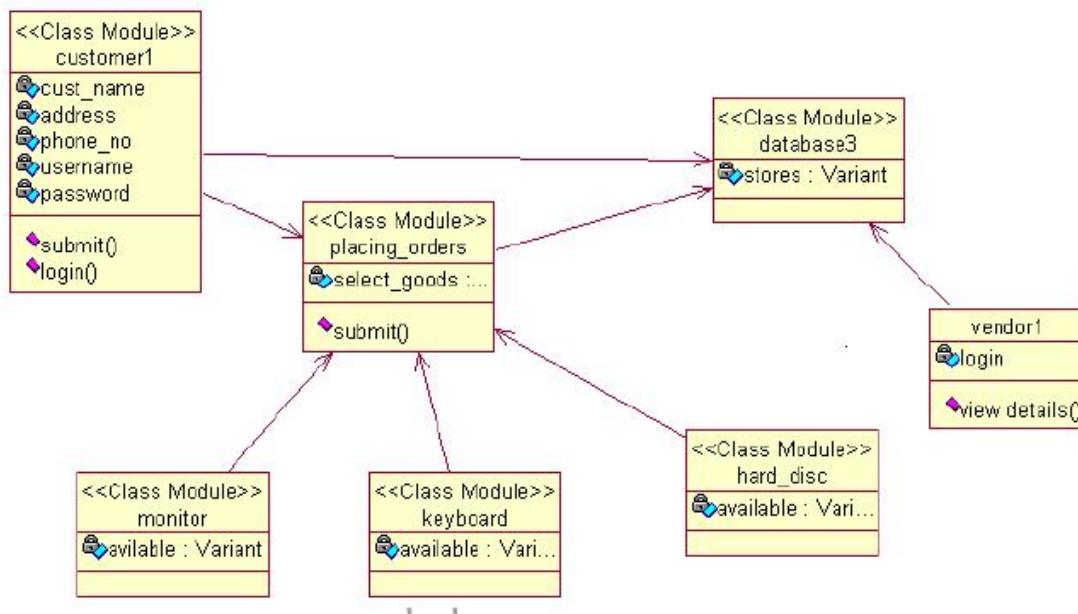 <<Class Module>>
customer1
cust_name
address
phone_no
username
password
submit()
login()
<<Class Module>>
database3
stores : Variant
<<Class Module>>
placing_orders
select_goods :...
submit()
vendor1
login
view details()
<<Class Module>>
monitor
avilable : Variant
<<Class Module>>
keyboard
available : Vari...
<<Class Module>>
hard_disc
available : Vari...